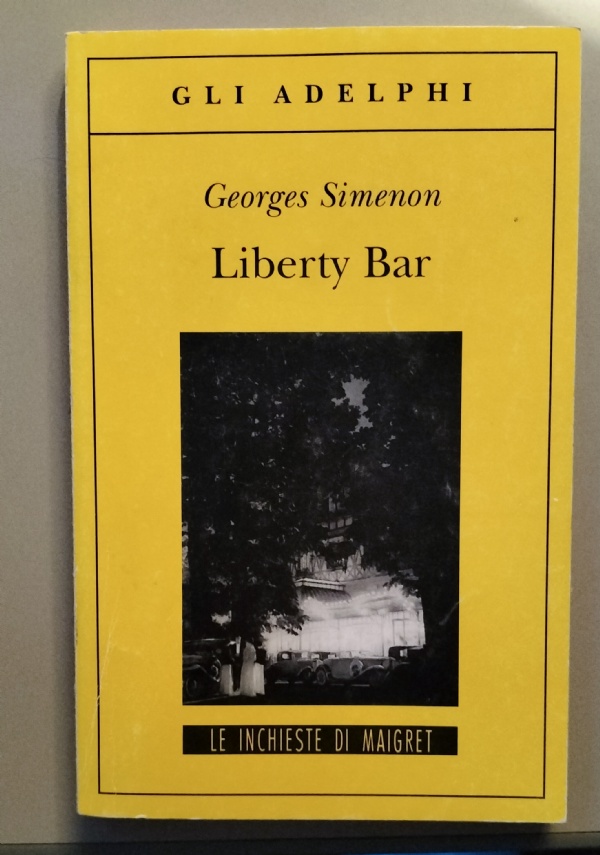 GLI ADELPHI
Georges Simenon
Liberty Bar
LE INCHIESTE DI MAIGRET